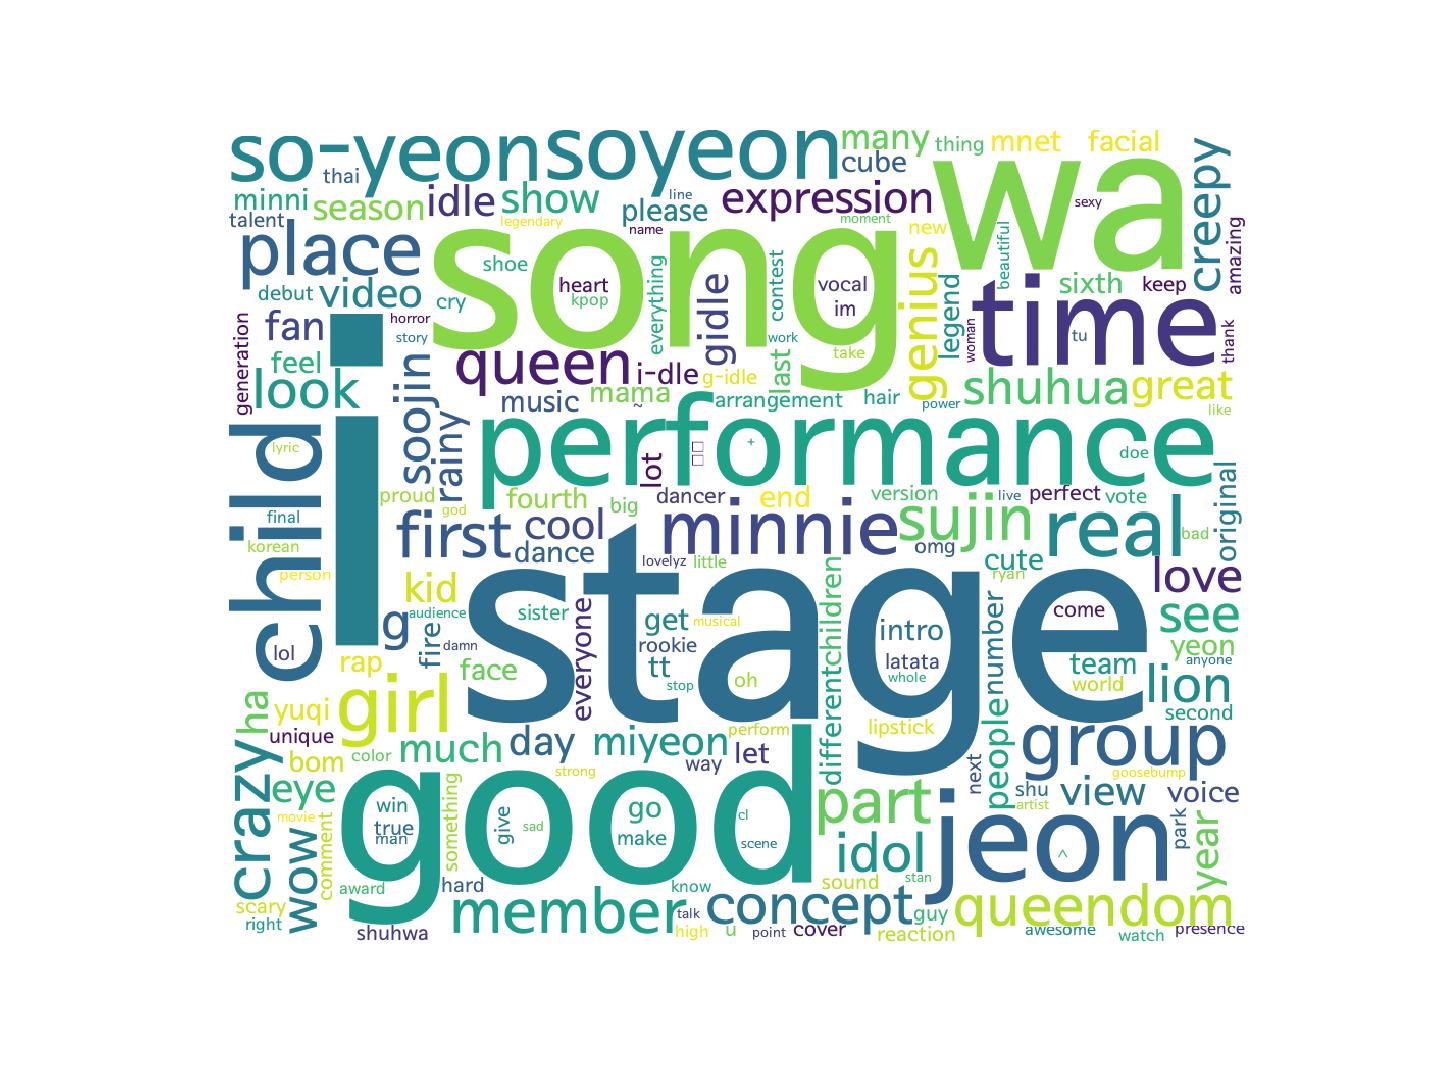 so-yeon
soyeon
many
thing
mnet
facial
thai
cube
wa
creepy
minni
season
idle
show
please
line
expression
sexy
talent
legendary
name
moment
new
beautiful
amazing
place
song
shoe
heart
kpop
everything
gidle
contest
vocal
im
genius
legend
time
sixth
keep
debut
video
cry
fan
horror
story
work
take
woman
tu
thank
generation
feel
look
i
soojin
queen
i-dle
g-idle
last
shuhua
great
music
mama
~
arrangement
hair
power
like
child
lyric
rainy
performance
lot
+
doe
proud
god
fourth
big
dancer
end
version
live
perfect
vote
original
final
korean
person
first
cool
dance
minnie
sujin
omg
real
bad
lovelyz
little
cute
ryan
love
kid
audience
g
fire
damn
stage
sister
everyone
get
rookie
tt
stop
musical
differentchildren
intro
latata
whole
number
come
see
yeon
anyone
team
world
lion
second
lol
rap
face
oh
lipstick
ha
yuqi
girl
unique
bom
color
much
day
miyeon
perform
let
way
people
next
group
goosebump
crazy
eye
movie
good
win
true
man
something
strong
give
sad
go
make
cl
scene
part
shu
artist
view
voice
wow
comment
idol
jeon
^
park
year
award
hard
know
sound
stan
scary
right
shuhwa
member
talk
high
u
concept
point
cover
guy
reaction
queendom
awesome
watch
presence